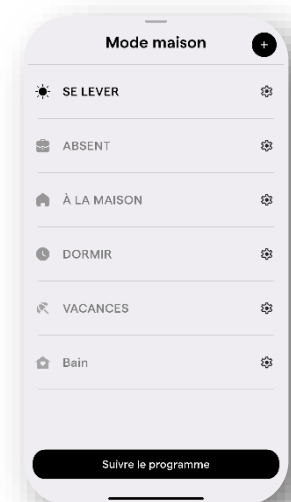 Mode maison
SE LEVER
ABSENT
À LA MAISON
DORMIR
VACANCES
Bain
Suivre le programme